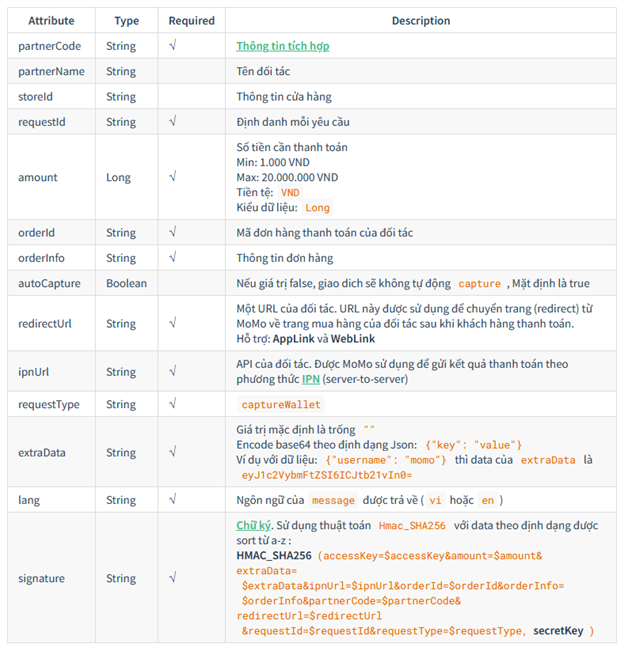 Attribute Type Required Description
partnerCode String √ Thông tin tích hợp
partnerName String Tên đối tác
storeId String Thông tin cửa hàng
requestId String √ Định danh mỗi yêu cầu
amount Long √ Số tiền cần thanh toán
Min: 1.000 VND
Max: 20.000.000 VND
Tiền tệ: VND
Kiểu dữ liệu: Long
orderId String √ Mã đơn hàng thanh toán của đối tác
orderInfo String √ Thông tin đơn hàng
autoCapture Boolean Nếu giá trị false, giao dich sẽ không tự động capture , Mặt định là true
redirectUrl String √ Một URL của đối tác. URL này được sử dụng để chuyển trang (redirect) từ
MoMo về trang mua hàng của đối tác sau khi khách hàng thanh toán.
Hỗ trợ: AppLink và WebLink
ipnUrl String √ API của đối tác. Được MoMo sử dụng để gửi kết quả thanh toán theo
phương thức IPN (server-to-server)
requestType String √ captureWallet
extraData String √ Giá trị mặc định là trống ""
Encode base64 theo định dạng Json: {"key": "value"}
Ví dụ với dữ liệu: {"username": "momo"} thì data của extraData là
eyJ1c2VybmFtZSI6ICJtb21vIn0=
lang String √ Ngôn ngữ của message được trả về ( vi hoặc en )
signature String √ Chữ ký. Sử dụng thuật toán Hmac_SHA256 với data theo định dạng được
sort từ a-z :
HMAC_SHA256 (accessKey=$accessKey&amount=$amount&
extraData=
$extraData&ipnUrl=$ipnUrl&orderId=$orderId&orderInfo=
$orderInfo&partnerCode=$partnerCode&
redirectUrl=$redirectUrl
&requestId=$requestId&requestType=$requestType, secretKey )